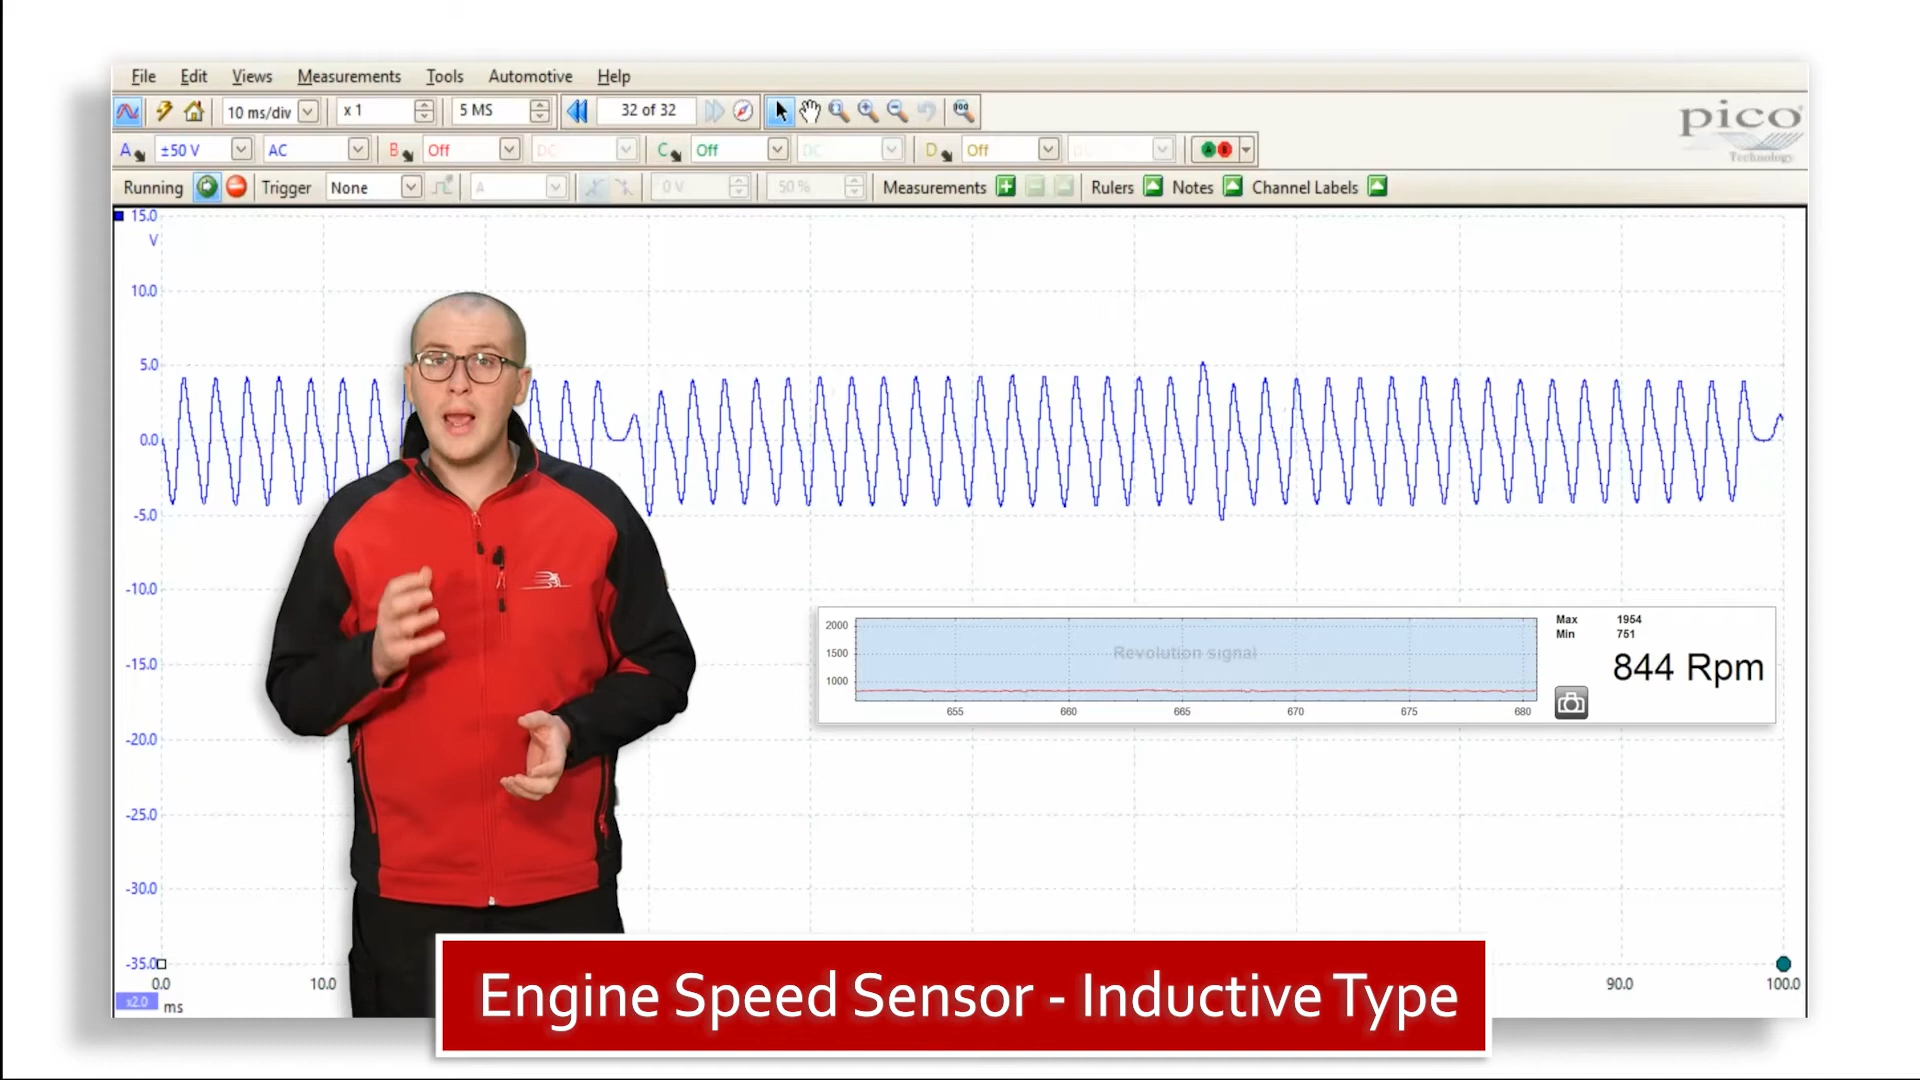 File Edit Views Measurements Tools Automotive Help
10 ms/div x 1 5 MS 32 of 32
pico
Technology
A ±50 V AC B Off DC C Off DC D Off
Running Trigger None A 0 V 50 % Measurements Rulers Notes Channel Labels
15.0
V
10.0
5.0
0.0
-5.0
-10.0
-15.0
-20.0
-25.0
-30.0
-35.0
2000
1500
1000
Revolution signal
655 660 665 670 675 680
Max 1954
Min 751
844 Rpm
0.0 10.0 90.0 100.0
x2.0 ms
Engine Speed Sensor - Inductive Type